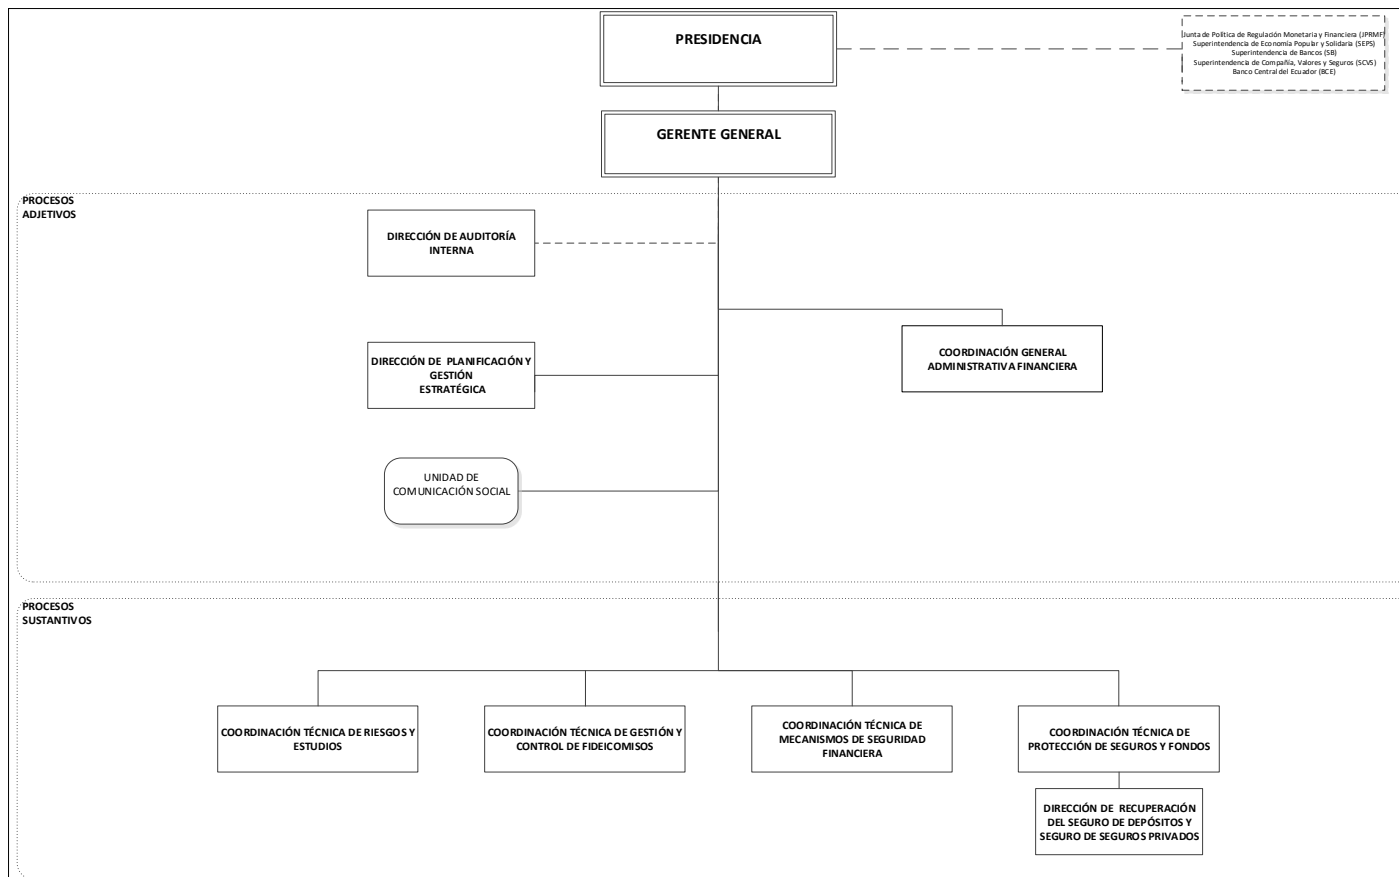 PRESIDENCIA
Junta de Política de Regulación Monetaria y Financiera (JPRMF)
Superintendencia de Economía Popular y Solidaria (SEPS)
Superintendencia de Bancos (SB)
Superintendencia de Compañía, Valores y Seguros (SCVS)
Banco Central del Ecuador (BCE)
GERENTE GENERAL
PROCESOS
ADJETIVOS
DIRECCIÓN DE AUDITORÍA
INTERNA
COORDINACIÓN GENERAL
ADMINISTRATIVA FINANCIERA
DIRECCIÓN DE PLANIFICACIÓN Y
GESTIÓN
ESTRATÉGICA
UNIDAD DE
COMUNICACIÓN SOCIAL
PROCESOS
SUSTANTIVOS
COORDINACIÓN TÉCNICA DE RIESGOS Y
ESTUDIOS
COORDINACIÓN TÉCNICA DE GESTIÓN Y
CONTROL DE FIDEICOMISOS
COORDINACIÓN TÉCNICA DE
MECANISMOS DE SEGURIDAD
FINANCIERA
COORDINACIÓN TÉCNICA DE
PROTECCIÓN DE SEGUROS Y FONDOS
DIRECCIÓN DE RECUPERACIÓN
DEL SEGURO DE DEPÓSITOS Y
SEGURO DE SEGUROS PRIVADOS